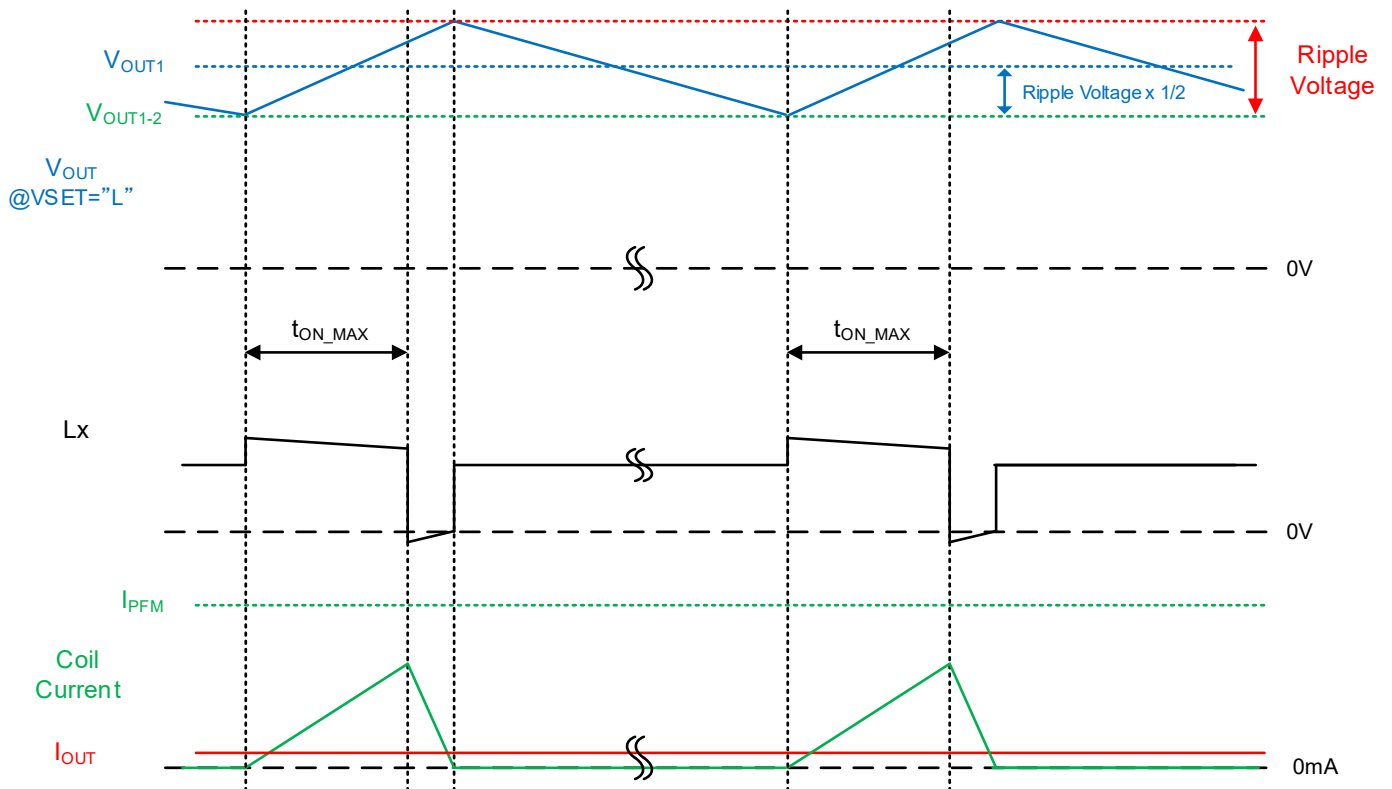 VOUT1
Ripple
Voltage
Ripple Voltage x 1/2
VOUT1-2
VOUT
@VSET=”L”
0V
tON_MAX
tON_MAX
Lx
0V
IPFM
Coil
Current
IOUT
0mA